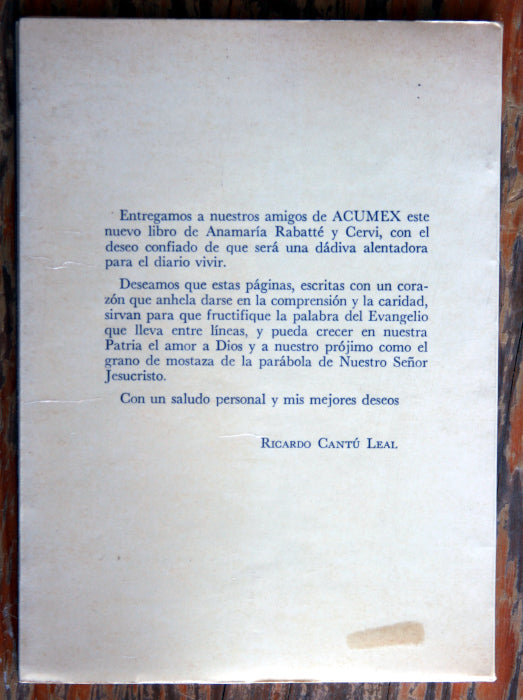 Entregamos a nuestros amigos de ACUMEX este
nuevo libro de Anamaría Rabatté y Cervi, con el
deseo confiado de que será una dádiva alentadora
para el diario vivir.
Deseamos que estas páginas, escritas con un cora-
zón que anhela darse en la comprensión y la caridad,
sirvan para que fructifique la palabra del Evangelio
que lleva entre líneas, y pueda crecer en nuestra
Patria el amor a Dios y a nuestro prójimo como el
grano de mostaza de la parábola de Nuestro Señor
Jesucristo.
Con un saludo personal y mis mejores deseos
RICARDO CANTÚ LEAL